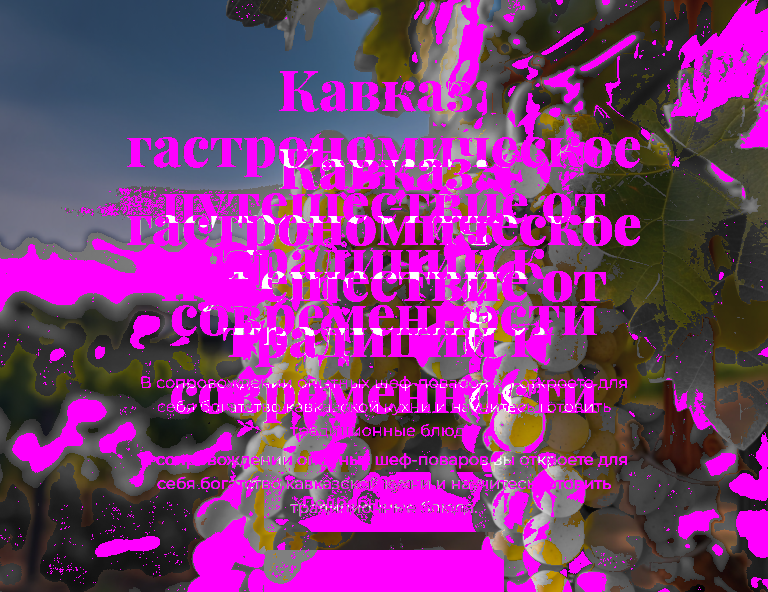 Кавказ:
гастрономическое
Кавказ:
путешествие от
гастрономическое
традиций к
путешествие от
современности
традиций к
современности
В сопровождении опытных шеф-поваров вы откроете для
себя богатство кавказской кухни и научитесь готовить
традиционные блюда.
В сопровождении опытных шеф-поваров вы откроете для
себя богатство кавказской кухни и научитесь готовить
традиционные блюда.